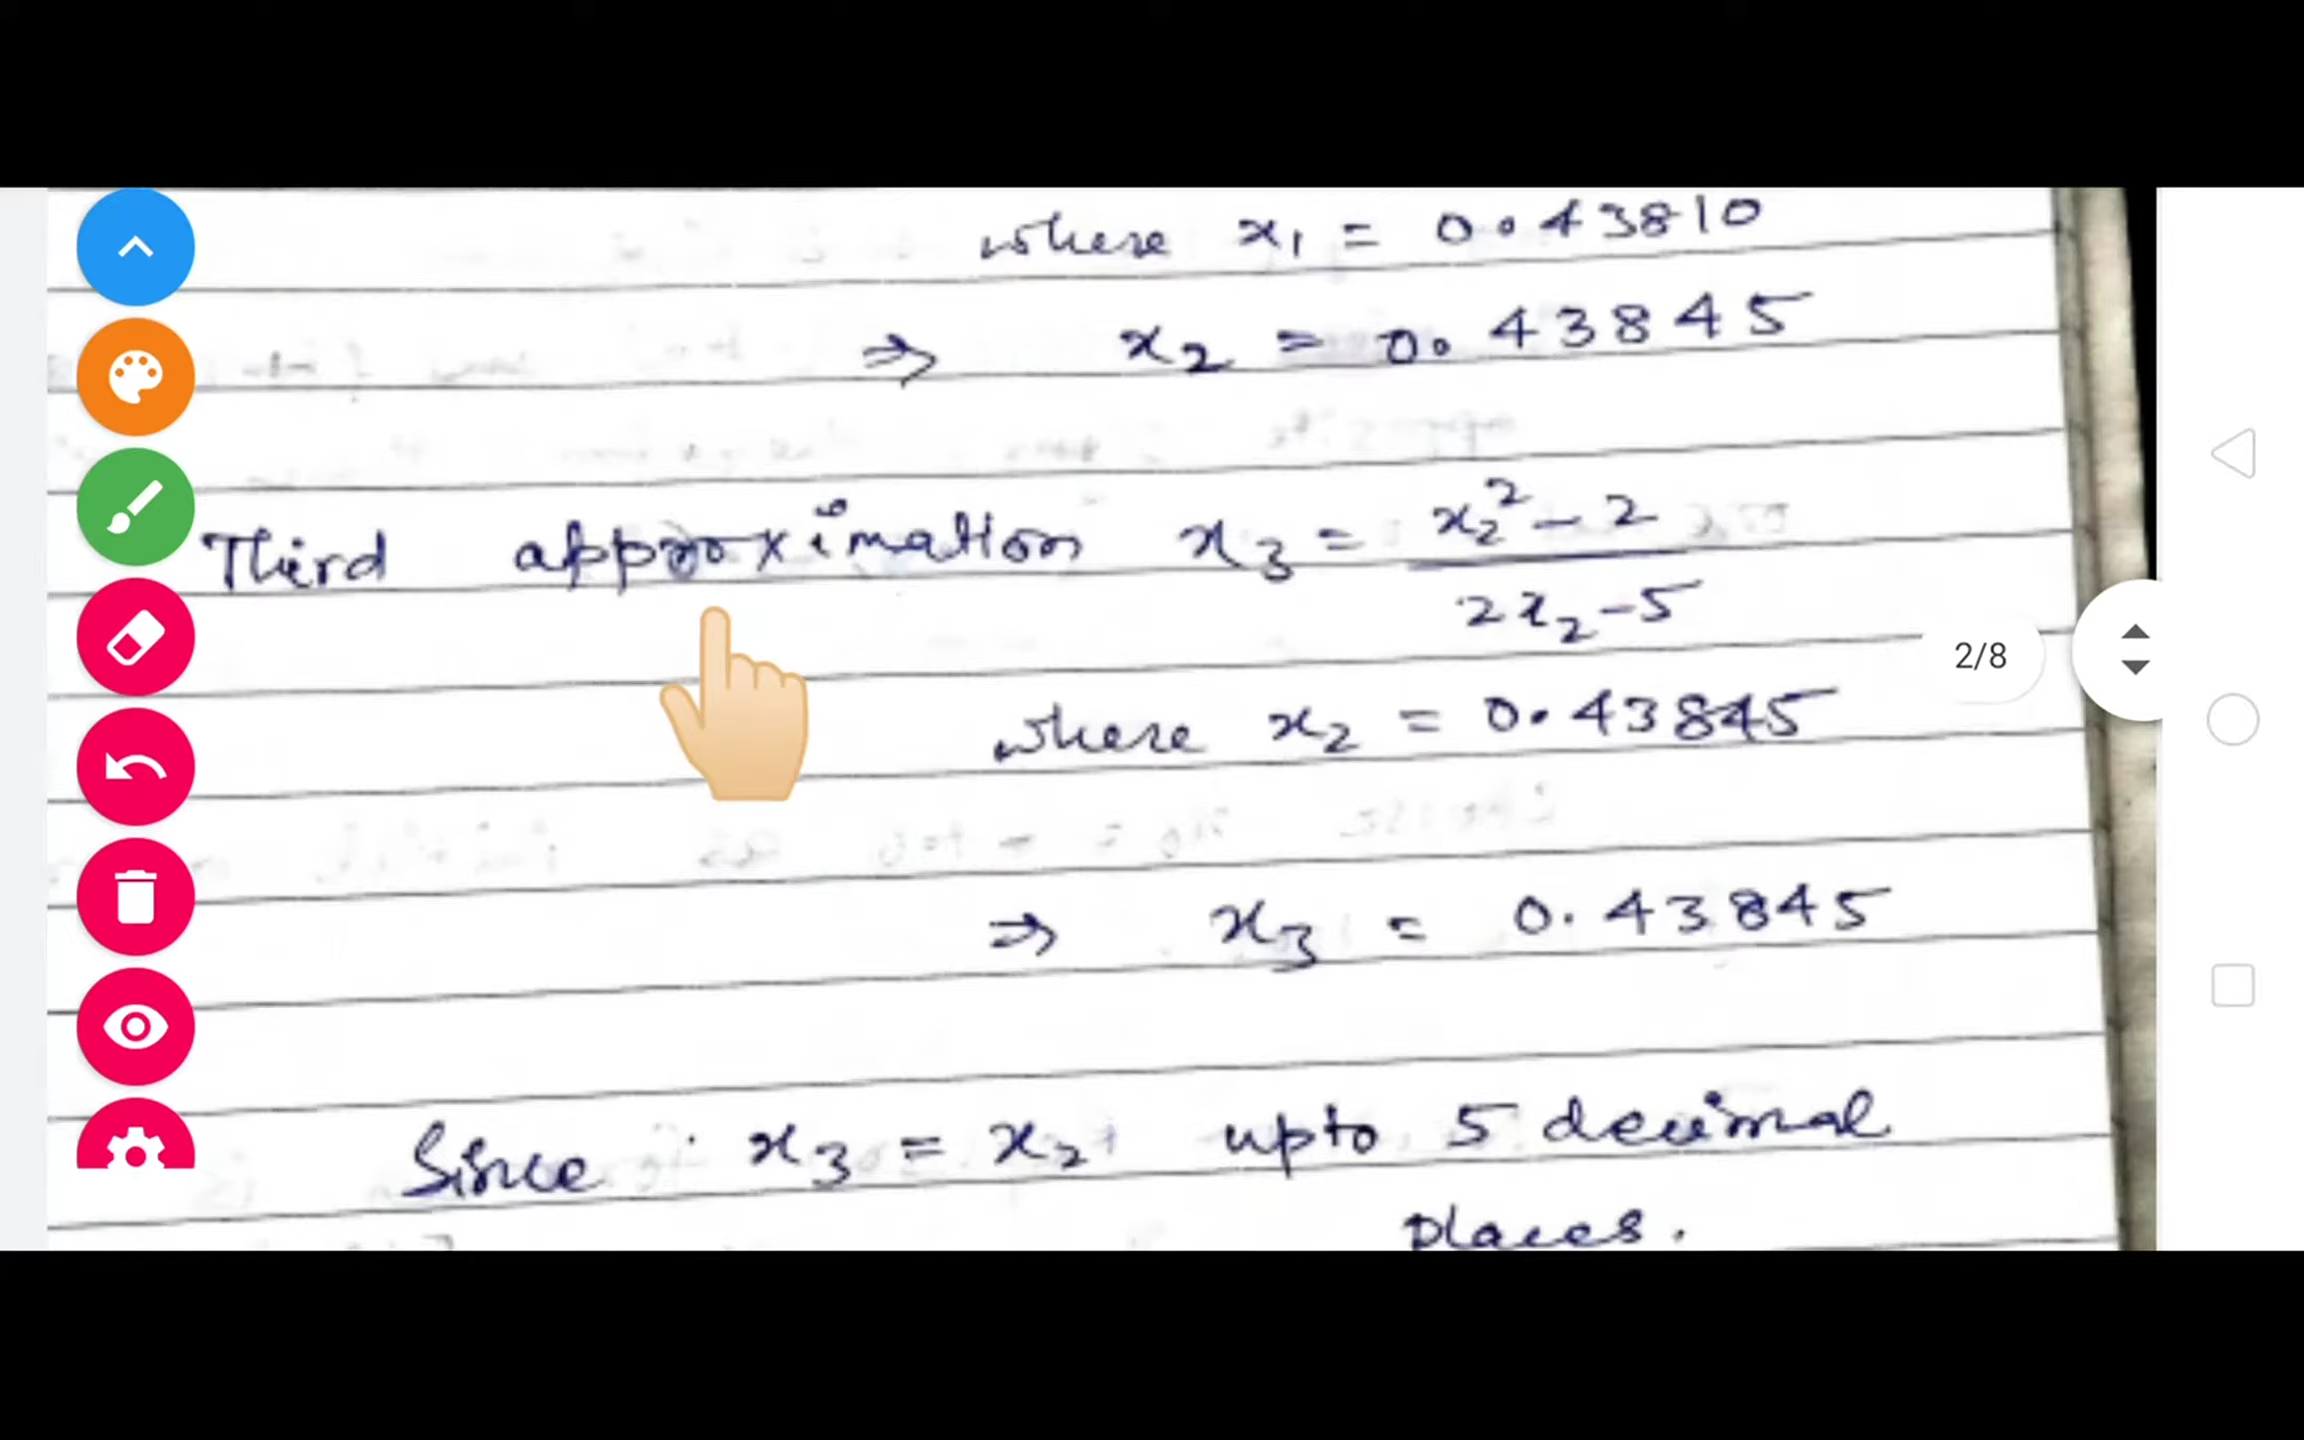 where x₁ = 0.43810
⇒ x₂ = 0.43845
Third approximation x₃ = (x₂² - 2) / (2x₂ - 5)
where x₂ = 0.43845
2/8
⇒ x₃ = 0.43845
Since x₃ = x₂ upto 5 decimal
places.